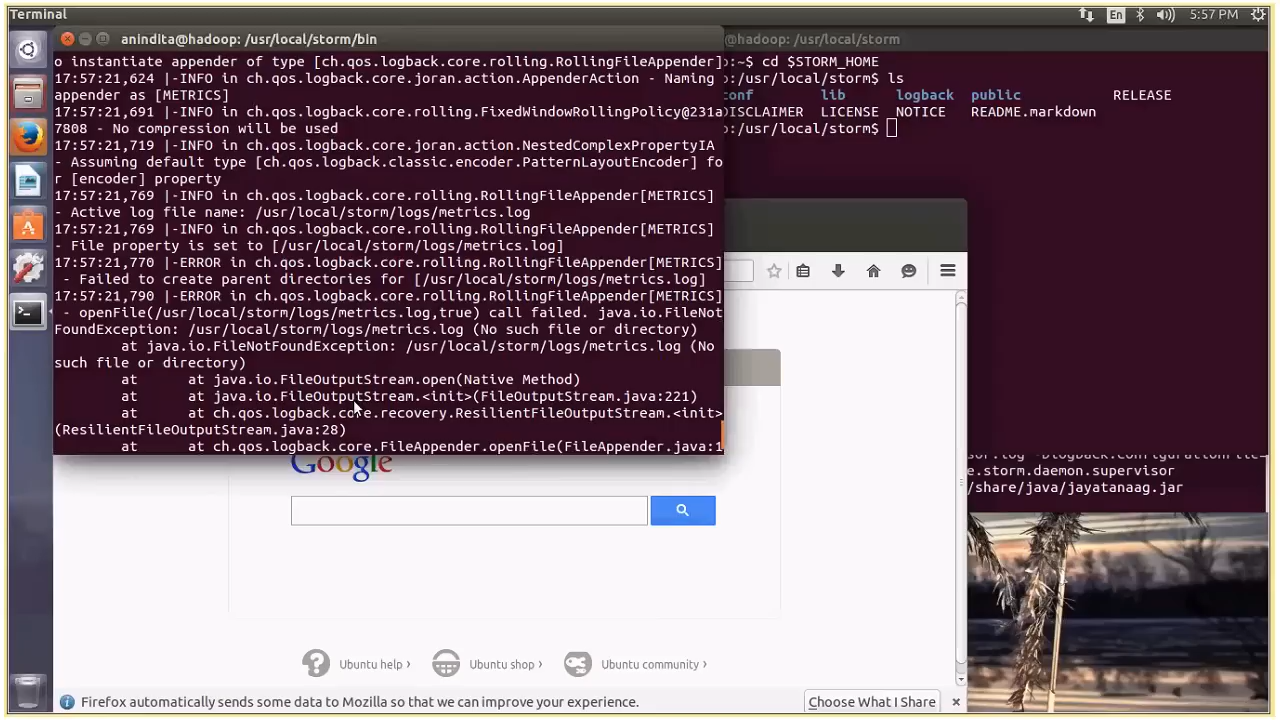 Terminal
En
5:57 PM
anindita@hadoop: /usr/local/storm/bin
o instantiate appender of type [ch.qos.logback.core.rolling.RollingFileAppender]
17:57:21,624 |-INFO in ch.qos.logback.core.joran.action.AppenderAction - Naming
appender as [METRICS]
17:57:21,691 |-INFO in ch.qos.logback.core.rolling.FixedWindowRollingPolicy@231a
7808 - No compression will be used
17:57:21,719 |-INFO in ch.qos.logback.core.joran.action.NestedComplexPropertyIA
- Assuming default type [ch.qos.logback.classic.encoder.PatternLayoutEncoder] fo
r [encoder] property
17:57:21,769 |-INFO in ch.qos.logback.core.rolling.RollingFileAppender[METRICS]
- Active log file name: /usr/local/storm/logs/metrics.log
17:57:21,769 |-INFO in ch.qos.logback.core.rolling.RollingFileAppender[METRICS]
- File property is set to [/usr/local/storm/logs/metrics.log]
17:57:21,770 |-ERROR in ch.qos.logback.core.rolling.RollingFileAppender[METRICS]
- Failed to create parent directories for [/usr/local/storm/logs/metrics.log]
17:57:21,790 |-ERROR in ch.qos.logback.core.rolling.RollingFileAppender[METRICS]
- openFile(/usr/local/storm/logs/metrics.log,true) call failed. java.io.FileNot
FoundException: /usr/local/storm/logs/metrics.log (No such file or directory)
at java.io.FileNotFoundException: /usr/local/storm/logs/metrics.log (No
such file or directory)
at at java.io.FileOutputStream.open(Native Method)
at at java.io.FileOutputStream.<init>(FileOutputStream.java:221)
at at ch.qos.logback.core.recovery.ResilientFileOutputStream.<init>
(ResilientFileOutputStream.java:28)
at at ch.qos.logback.core.FileAppender.openFile(FileAppender.java:1
@hadoop: /usr/local/storm
p:~$ cd $STORM_HOME
p:/usr/local/storm$ ls
conf lib logback public RELEASE
DISCLAIMER LICENSE NOTICE README.markdown
p:/usr/local/storm$
e.storm.daemon.supervisor
/share/java/jayatanaag.jar
Google
Ubuntu help ›
Ubuntu shop ›
Ubuntu community ›
Firefox automatically sends some data to Mozilla so that we can improve your experience.
Choose What I Share